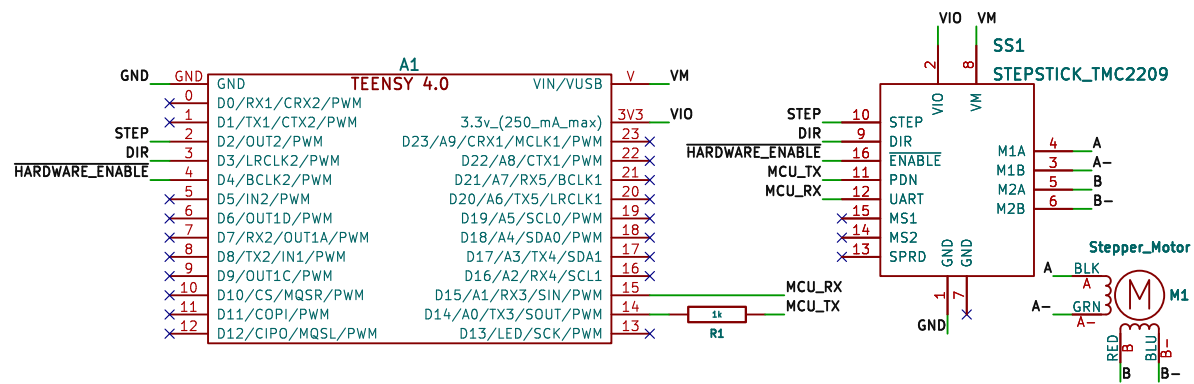 A1
TEENSY 4.0
GND GND GND VIN/VUSB V VM
0 D0/RX1/CRX2/PWM
1 D1/TX1/CTX2/PWM 3.3v_(250_mA_max) 3V3 VIO
STEP 2 D2/OUT2/PWM D23/A9/CRX1/MCLK1/PWM 23
DIR 3 D3/LRCLK2/PWM D22/A8/CTX1/PWM 22
HARDWARE_ENABLE 4 D4/BCLK2/PWM D21/A7/RX5/BCLK1 21
5 D5/IN2/PWM D20/A6/TX5/LRCLK1 20
6 D6/OUT1D/PWM D19/A5/SCL0/PWM 19
7 D7/RX2/OUT1A/PWM D18/A4/SDA0/PWM 18
8 D8/TX2/IN1/PWM D17/A3/TX4/SDA1 17
9 D9/OUT1C/PWM D16/A2/RX4/SCL1 16
10 D10/CS/MQSR/PWM D15/A1/RX3/SIN/PWM 15 MCU_RX
11 D11/COPI/PWM D14/A0/TX3/SOUT/PWM 14 1k MCU_TX
R1
12 D12/CIPO/MQSL/PWM D13/LED/SCK/PWM 13
VIO VM
SS1
STEPSTICK_TMC2209
2 8
VIO VM
STEP 10 STEP
DIR 9 DIR
HARDWARE_ENABLE 16 ENABLE M1A 4 A
MCU_TX 11 PDN M1B 3 A-
MCU_RX 12 UART M2A 5 B
15 MS1 M2B 6 B-
14 MS2
13 SPRD
GND GND
1 7
GND
Stepper_Motor
A BLK A
M M1
A- GRN A-
RED B BLU B-
B B-